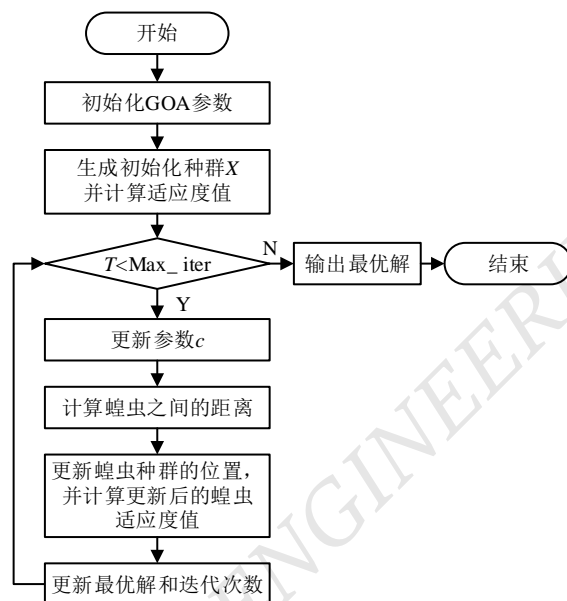 开始
初始化GOA参数
生成初始化种群X
并计算适应度值
T<Max_ iter
N
输出最优解
结束
Y
更新参数c
计算蝗虫之间的距离
更新蝗虫种群的位置，
并计算更新后的蝗虫
适应度值
更新最优解和迭代次数
ENGINEERI